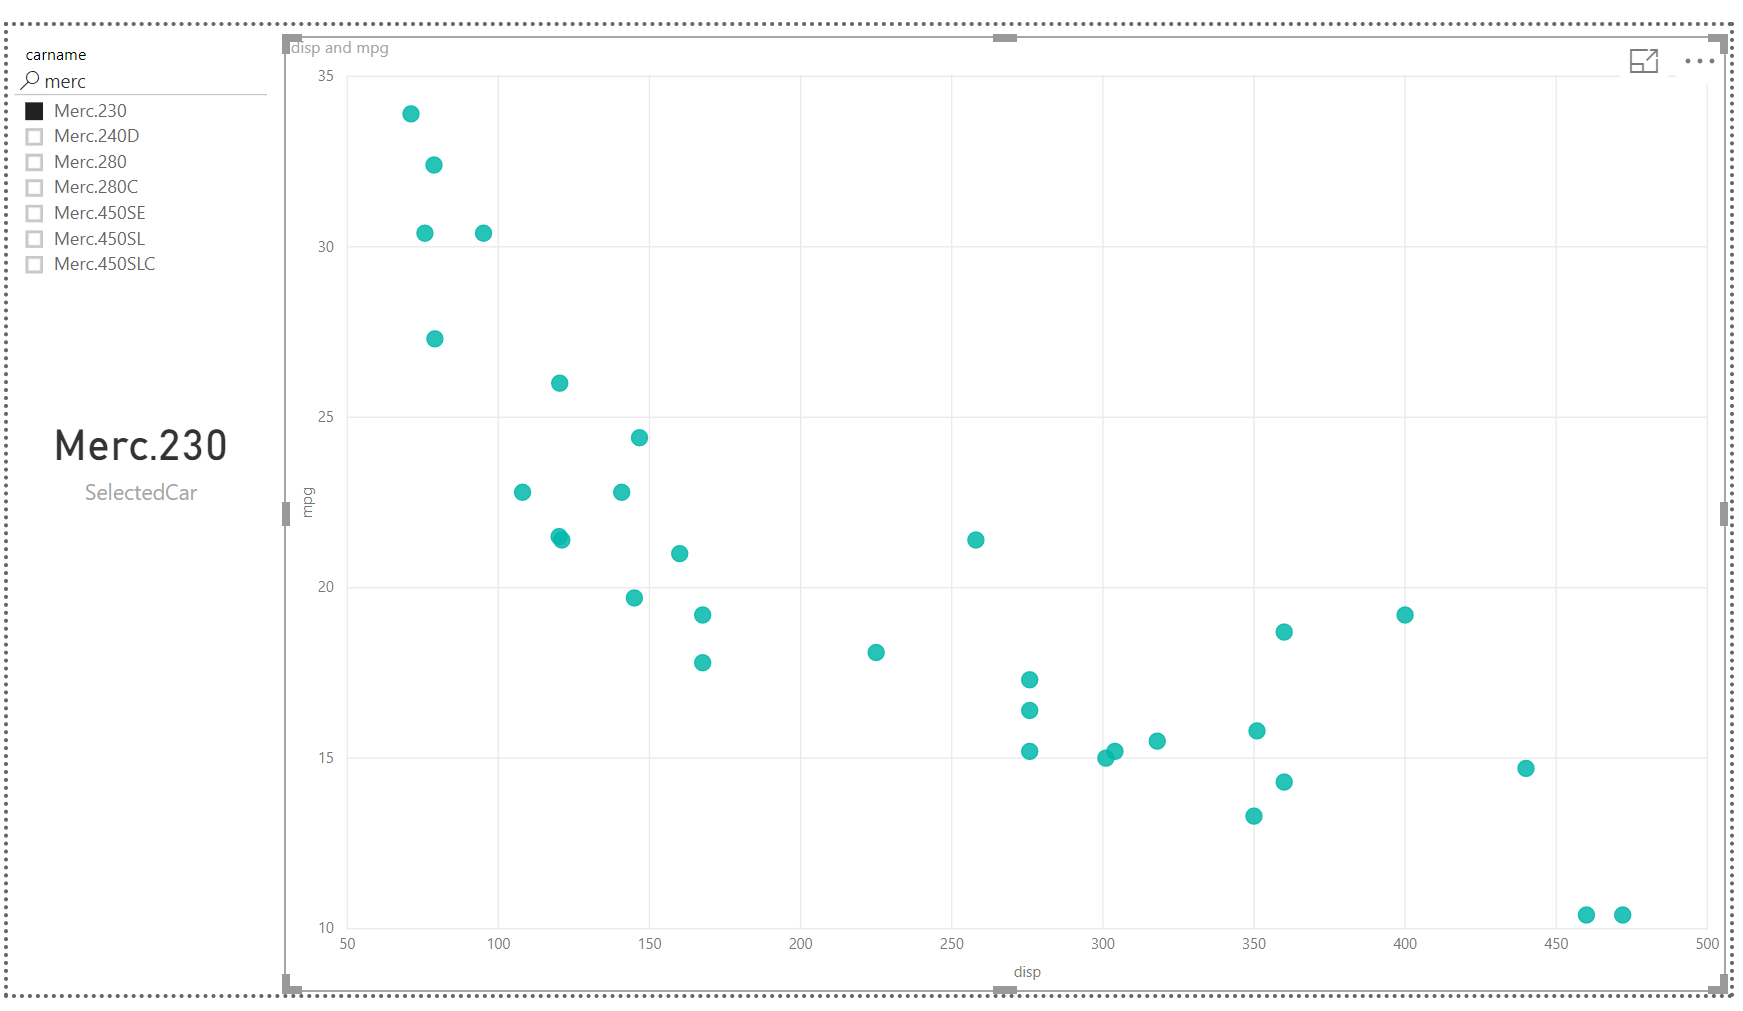 carname
merc
Merc.230
Merc.240D
Merc.280
Merc.280C
Merc.450SE
Merc.450SL
Merc.450SLC
Merc.230
SelectedCar
disp and mpg
35
30
25
20
15
10
mpg
50 100 150 200 250 300 350 400 450 500
disp